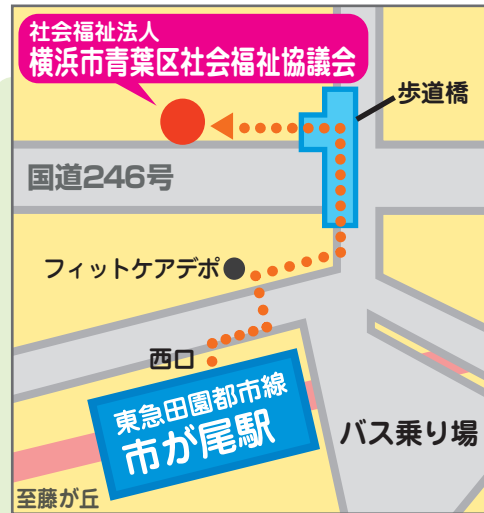 社会福祉法人
横浜市青葉区社会福祉協議会
歩道橋
国道246号
フィットケアデポ
西口
東急田園都市線
市が尾駅
バス乗り場
至藤が丘